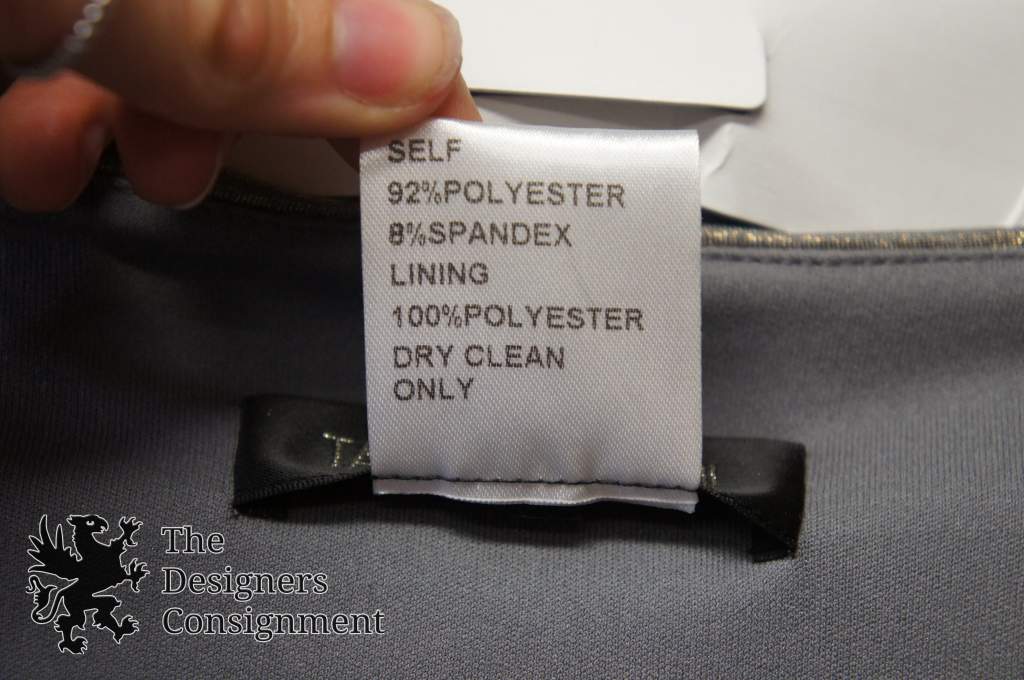 SELF
92%POLYESTER
8%SPANDEX
LINING
100%POLYESTER
DRY CLEAN
ONLY
The
Designers
Consignment